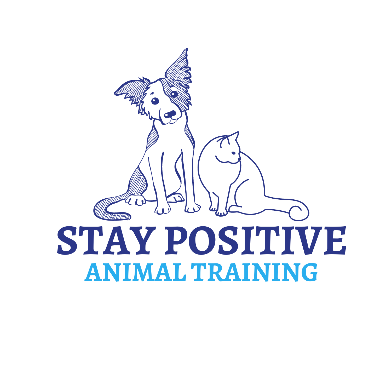 STAY POSITIVE
ANIMAL TRAINING